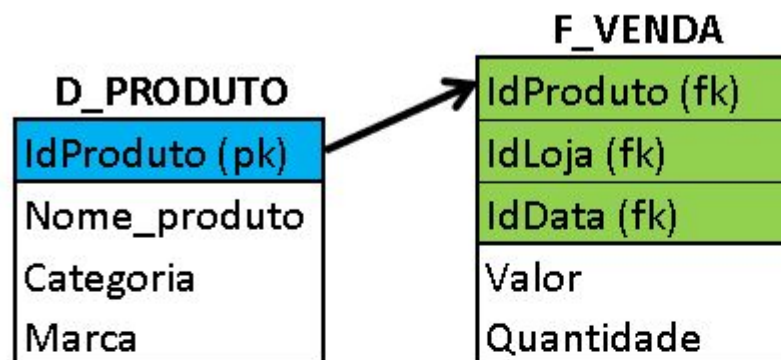 D_PRODUTO
IdProduto (pk)
Nome_produto
Categoria
Marca
F_VENDA
IdProduto (fk)
IdLoja (fk)
IdData (fk)
Valor
Quantidade